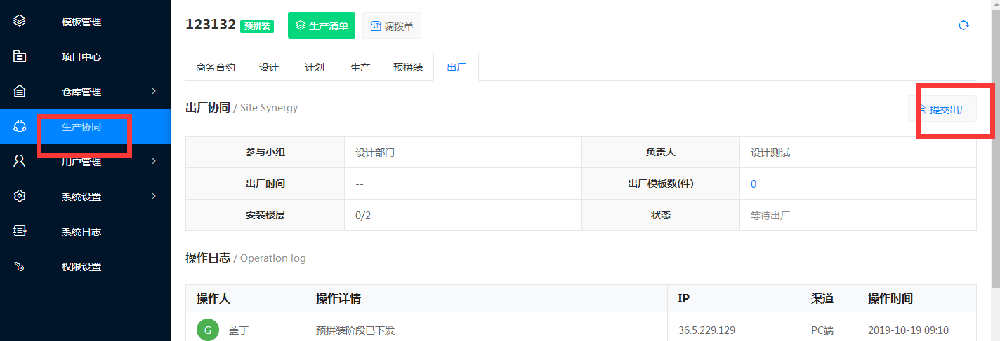 模板管理
项目中心
仓库管理
生产协同
用户管理
系统设置
系统日志
权限设置
123132 预拼装 生产清单 调拨单
商务合约 设计 计划 生产 预拼装 出厂
出厂协同 / Site Synergy 提交出厂
参与小组 设计部门 负责人 设计测试
出厂时间 -- 出厂模板数(件) 0
安装楼层 0/2 状态 等待出厂
操作日志 / Operation log
操作人 操作详情 IP 渠道 操作时间
G 盖丁 预拼装阶段已下发 36.5.229.129 PC端 2019-10-19 09:10